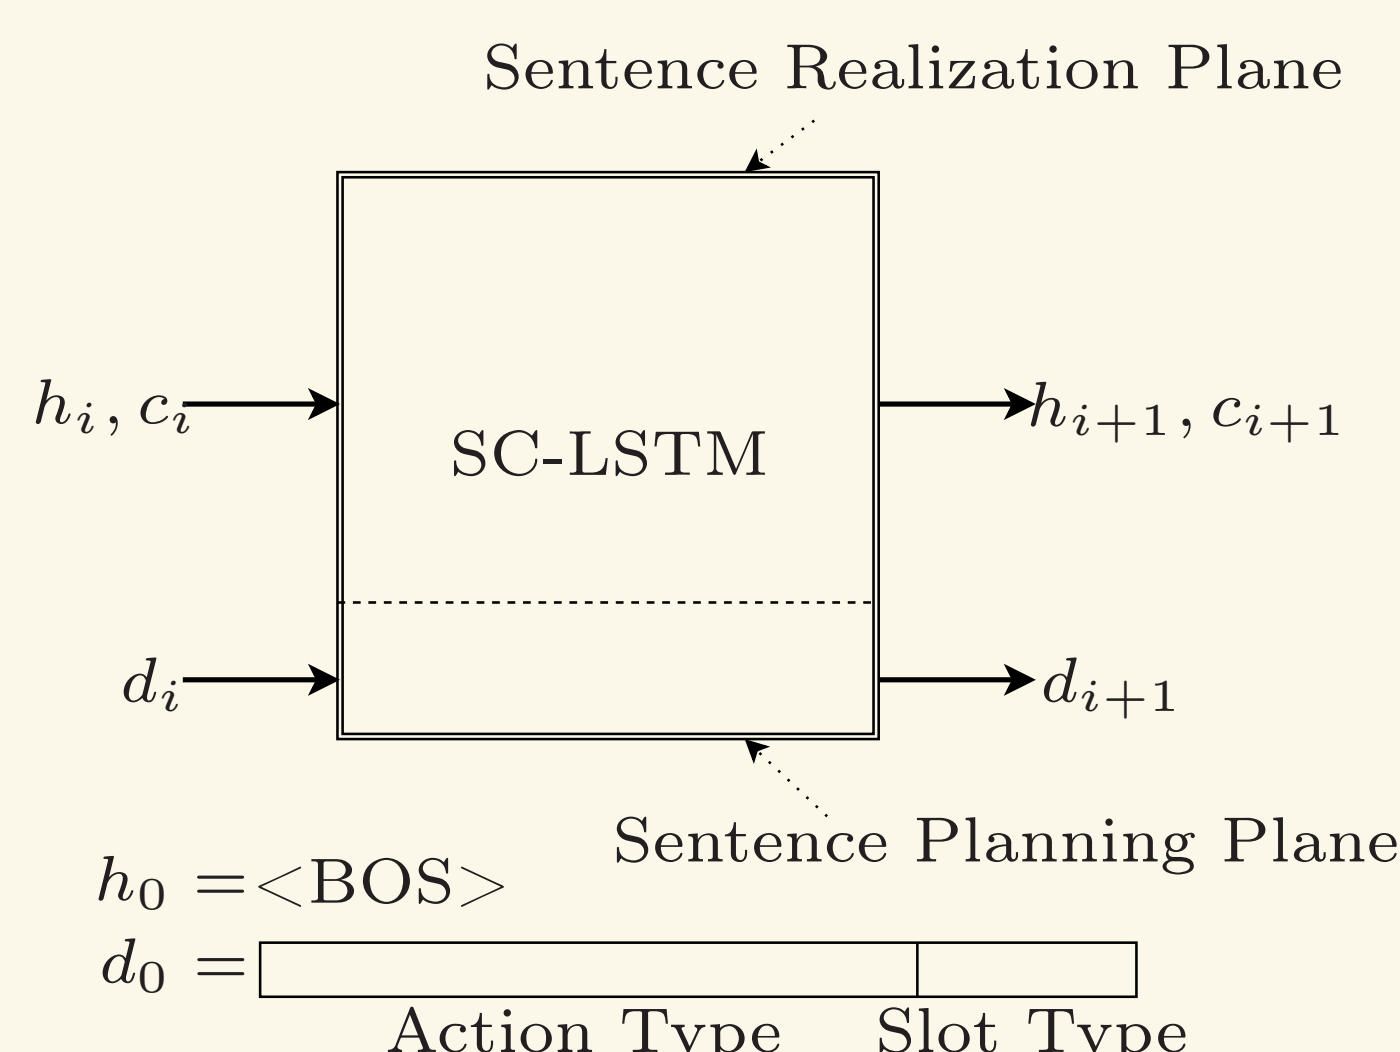 Sentence Realization Plane
h_i, c_i
h_{i+1}, c_{i+1}
SC-LSTM
d_i
d_{i+1}
Sentence Planning Plane
h_0 = <BOS>
d_0 =
Action Type Slot Type